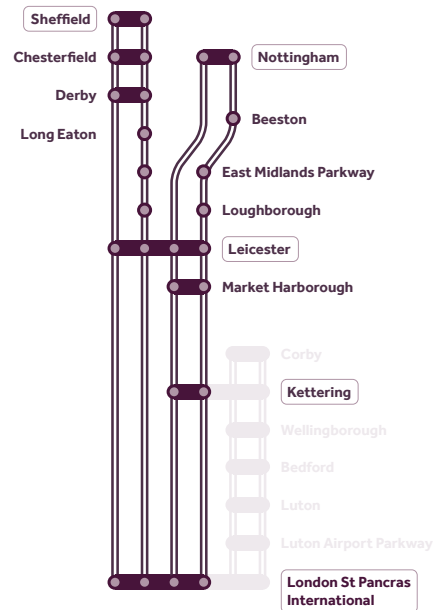 Sheffield
Chesterfield
Nottingham
Derby
Beeston
Long Eaton
East Midlands Parkway
Loughborough
Leicester
Market Harborough
Corby
Kettering
Wellingborough
Bedford
Luton
Luton Airport Parkway
London St Pancras
International